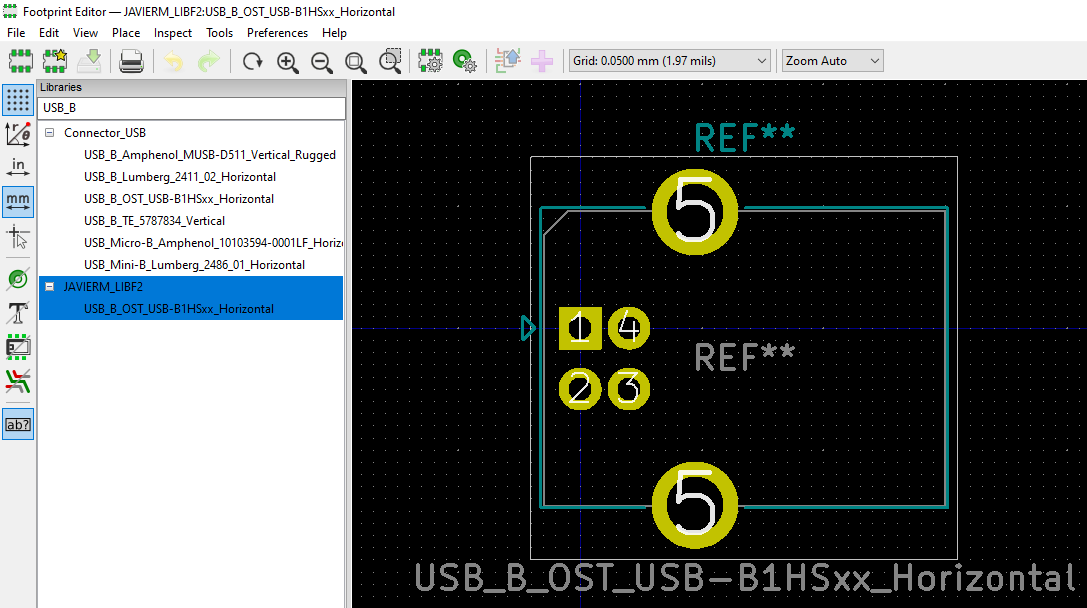 Footprint Editor — JAVIERM_LIBF2:USB_B_OST_USB-B1HSxx_Horizontal
File Edit View Place Inspect Tools Preferences Help
Grid: 0.0500 mm (1.97 mils) Zoom Auto
Libraries
USB_B
Connector_USB
USB_B_Amphenol_MUSB-D511_Vertical_Rugged
USB_B_Lumberg_2411_02_Horizontal
USB_B_OST_USB-B1HSxx_Horizontal
USB_B_TE_5787834_Vertical
USB_Micro-B_Amphenol_10103594-0001LF_Horiz
USB_Mini-B_Lumberg_2486_01_Horizontal
JAVIERM_LIBF2
USB_B_OST_USB-B1HSxx_Horizontal
r θ
in
mm
T
ab?
REF**
5
1 4
REF**
2 3
5
USB_B_OST_USB-B1HSxx_Horizontal